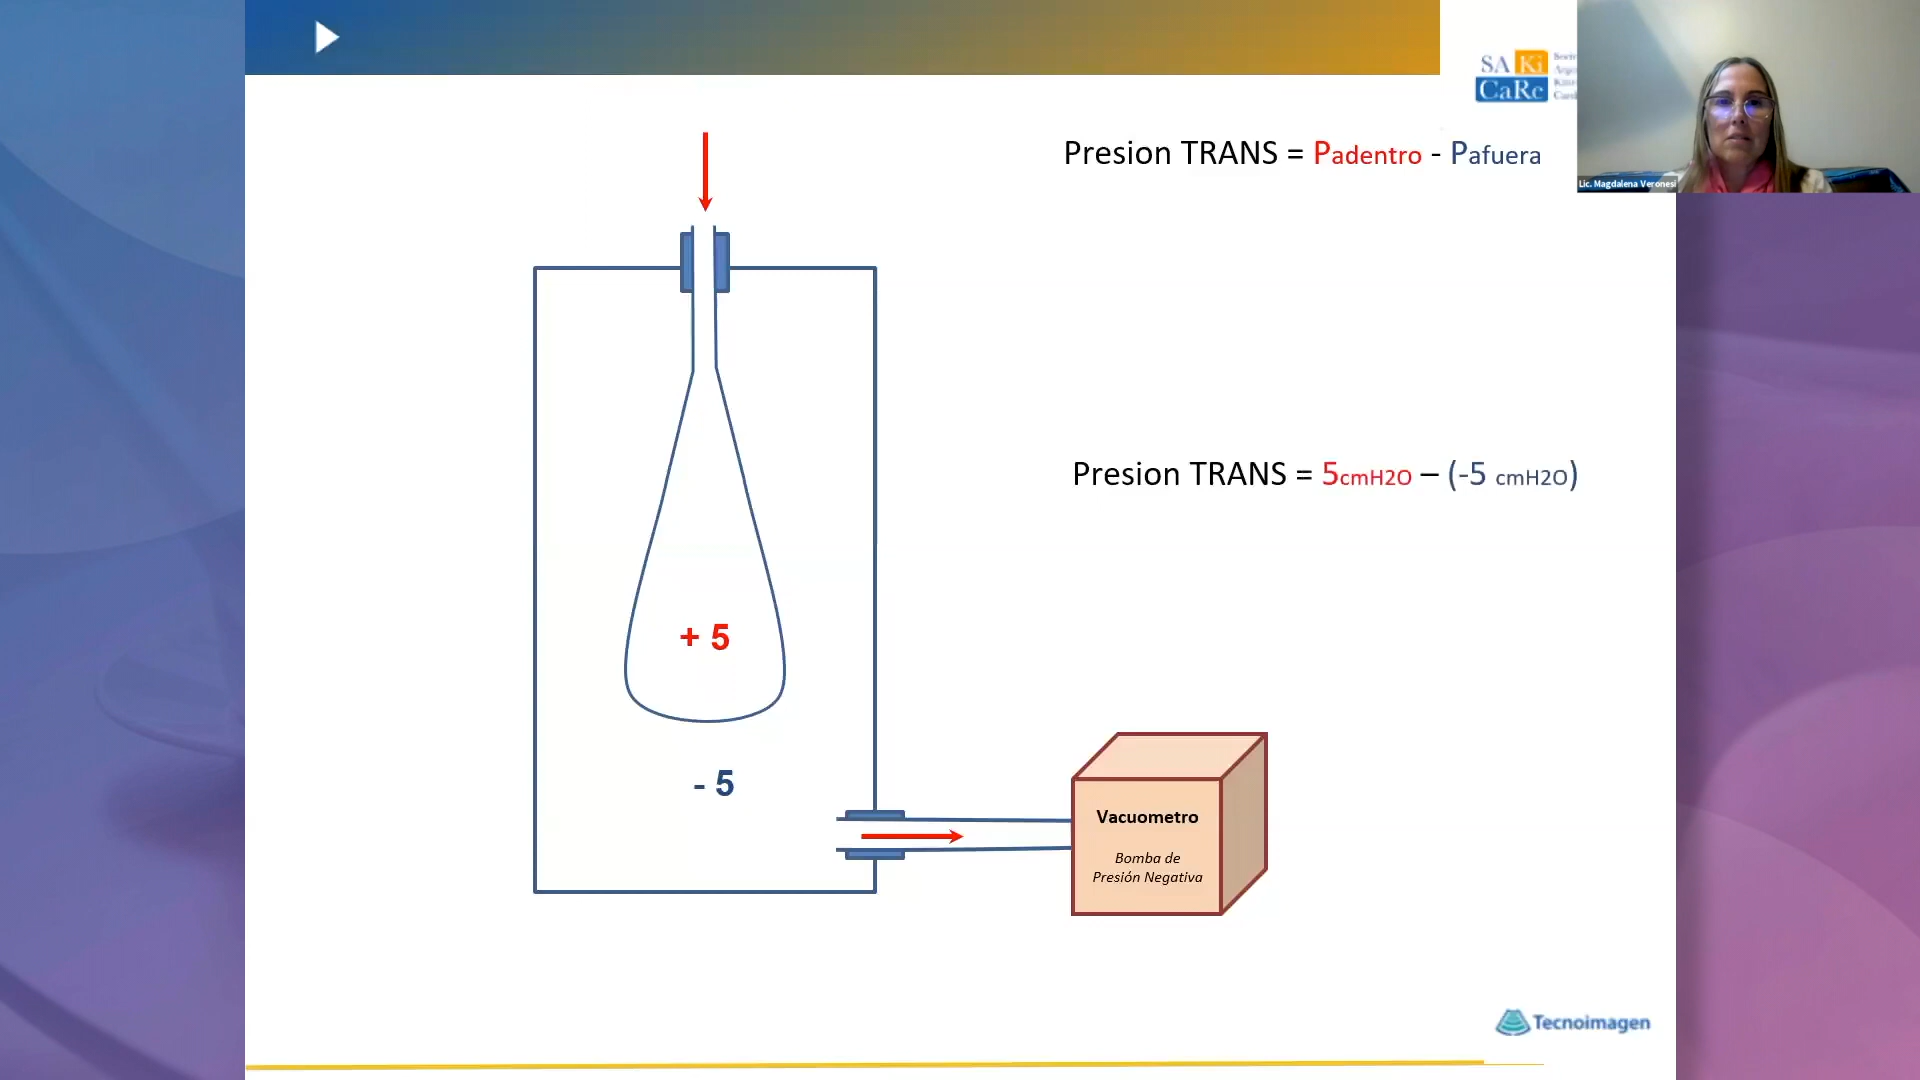 SA Ki
CaRe
Presion TRANS = Padentro - Pafuera
Lic. Magdalena Veronesi
Presion TRANS = 5cmH2O – (-5 cmH2O)
+ 5
- 5
Vacuometro
Bomba de
Presión Negativa
Tecnoimagen